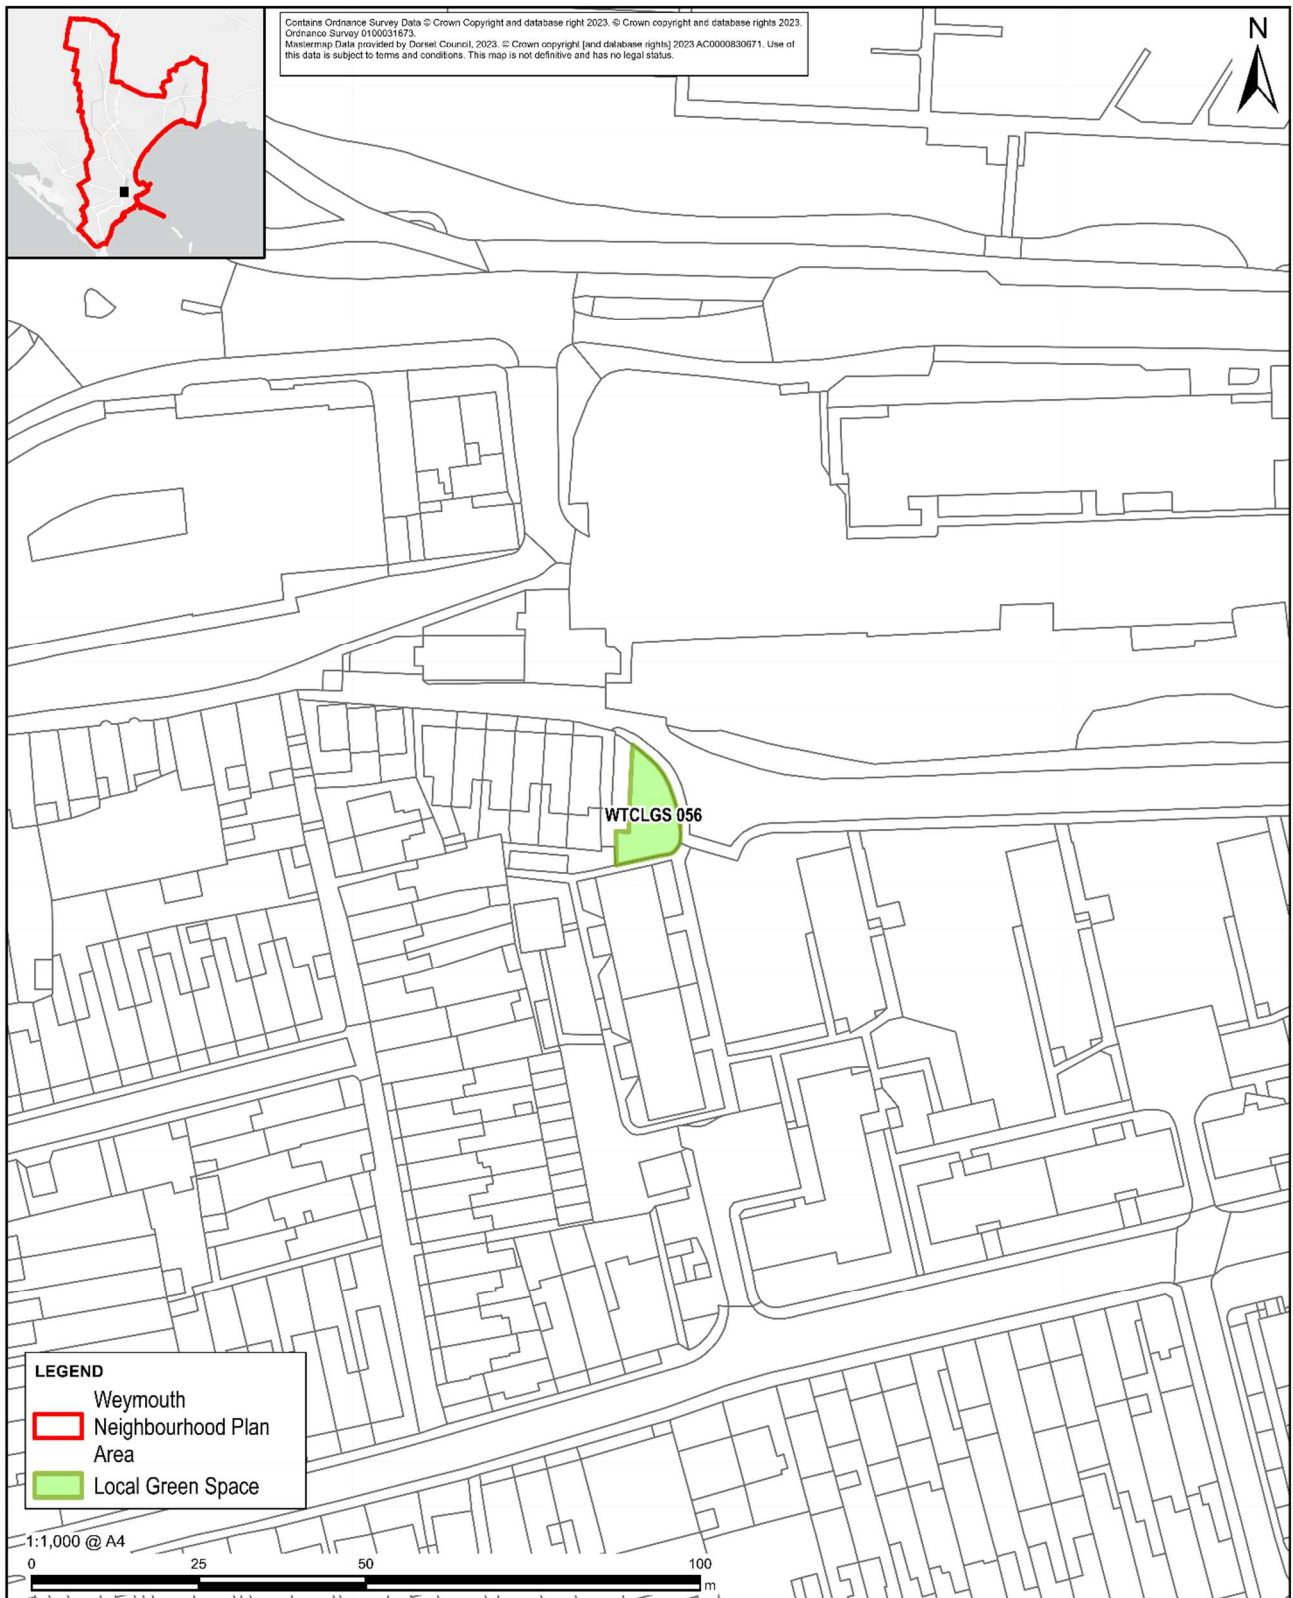 Contains Ordnance Survey Data © Crown Copyright and database right 2023. © Crown copyright and database rights 2023.
Ordnance Survey 0100031673.
Mastermap Data provided by Dorset Council, 2023. © Crown copyright [and database rights] 2023 AC0000830671. Use of
this data is subject to terms and conditions. This map is not definitive and has no legal status.
N
WTCLGS 056
LEGEND
Weymouth
Neighbourhood Plan
Area
Local Green Space
1:1,000 @ A4
0 25 50 100
m